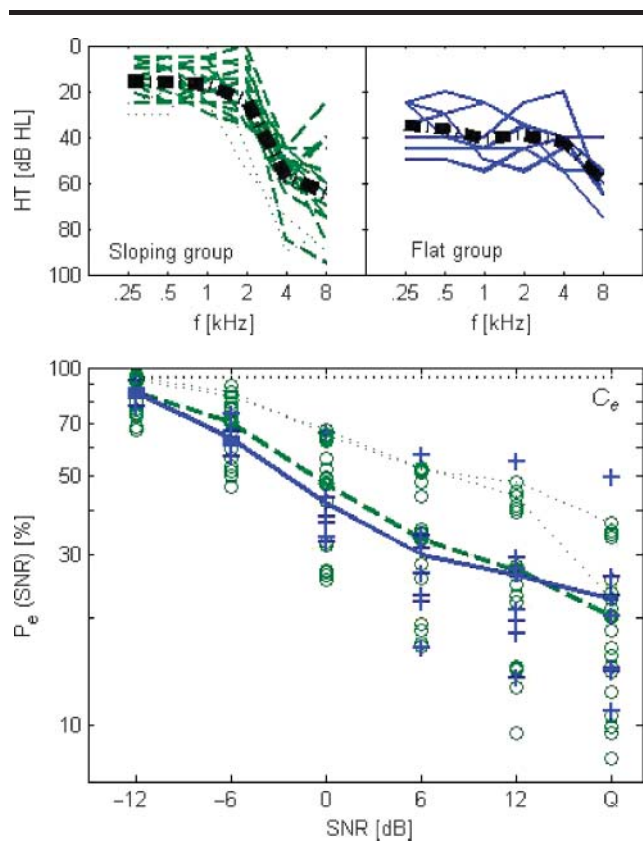 0
20
40
60
80
100
HT [dB HL]
Sloping group
Flat group
.25 .5 1 2 4 8
.25 .5 1 2 4 8
f [kHz]
f [kHz]
100
70
50
30
10
P_e (SNR) [%]
C_e
−12 −6 0 6 12 Q
SNR [dB]